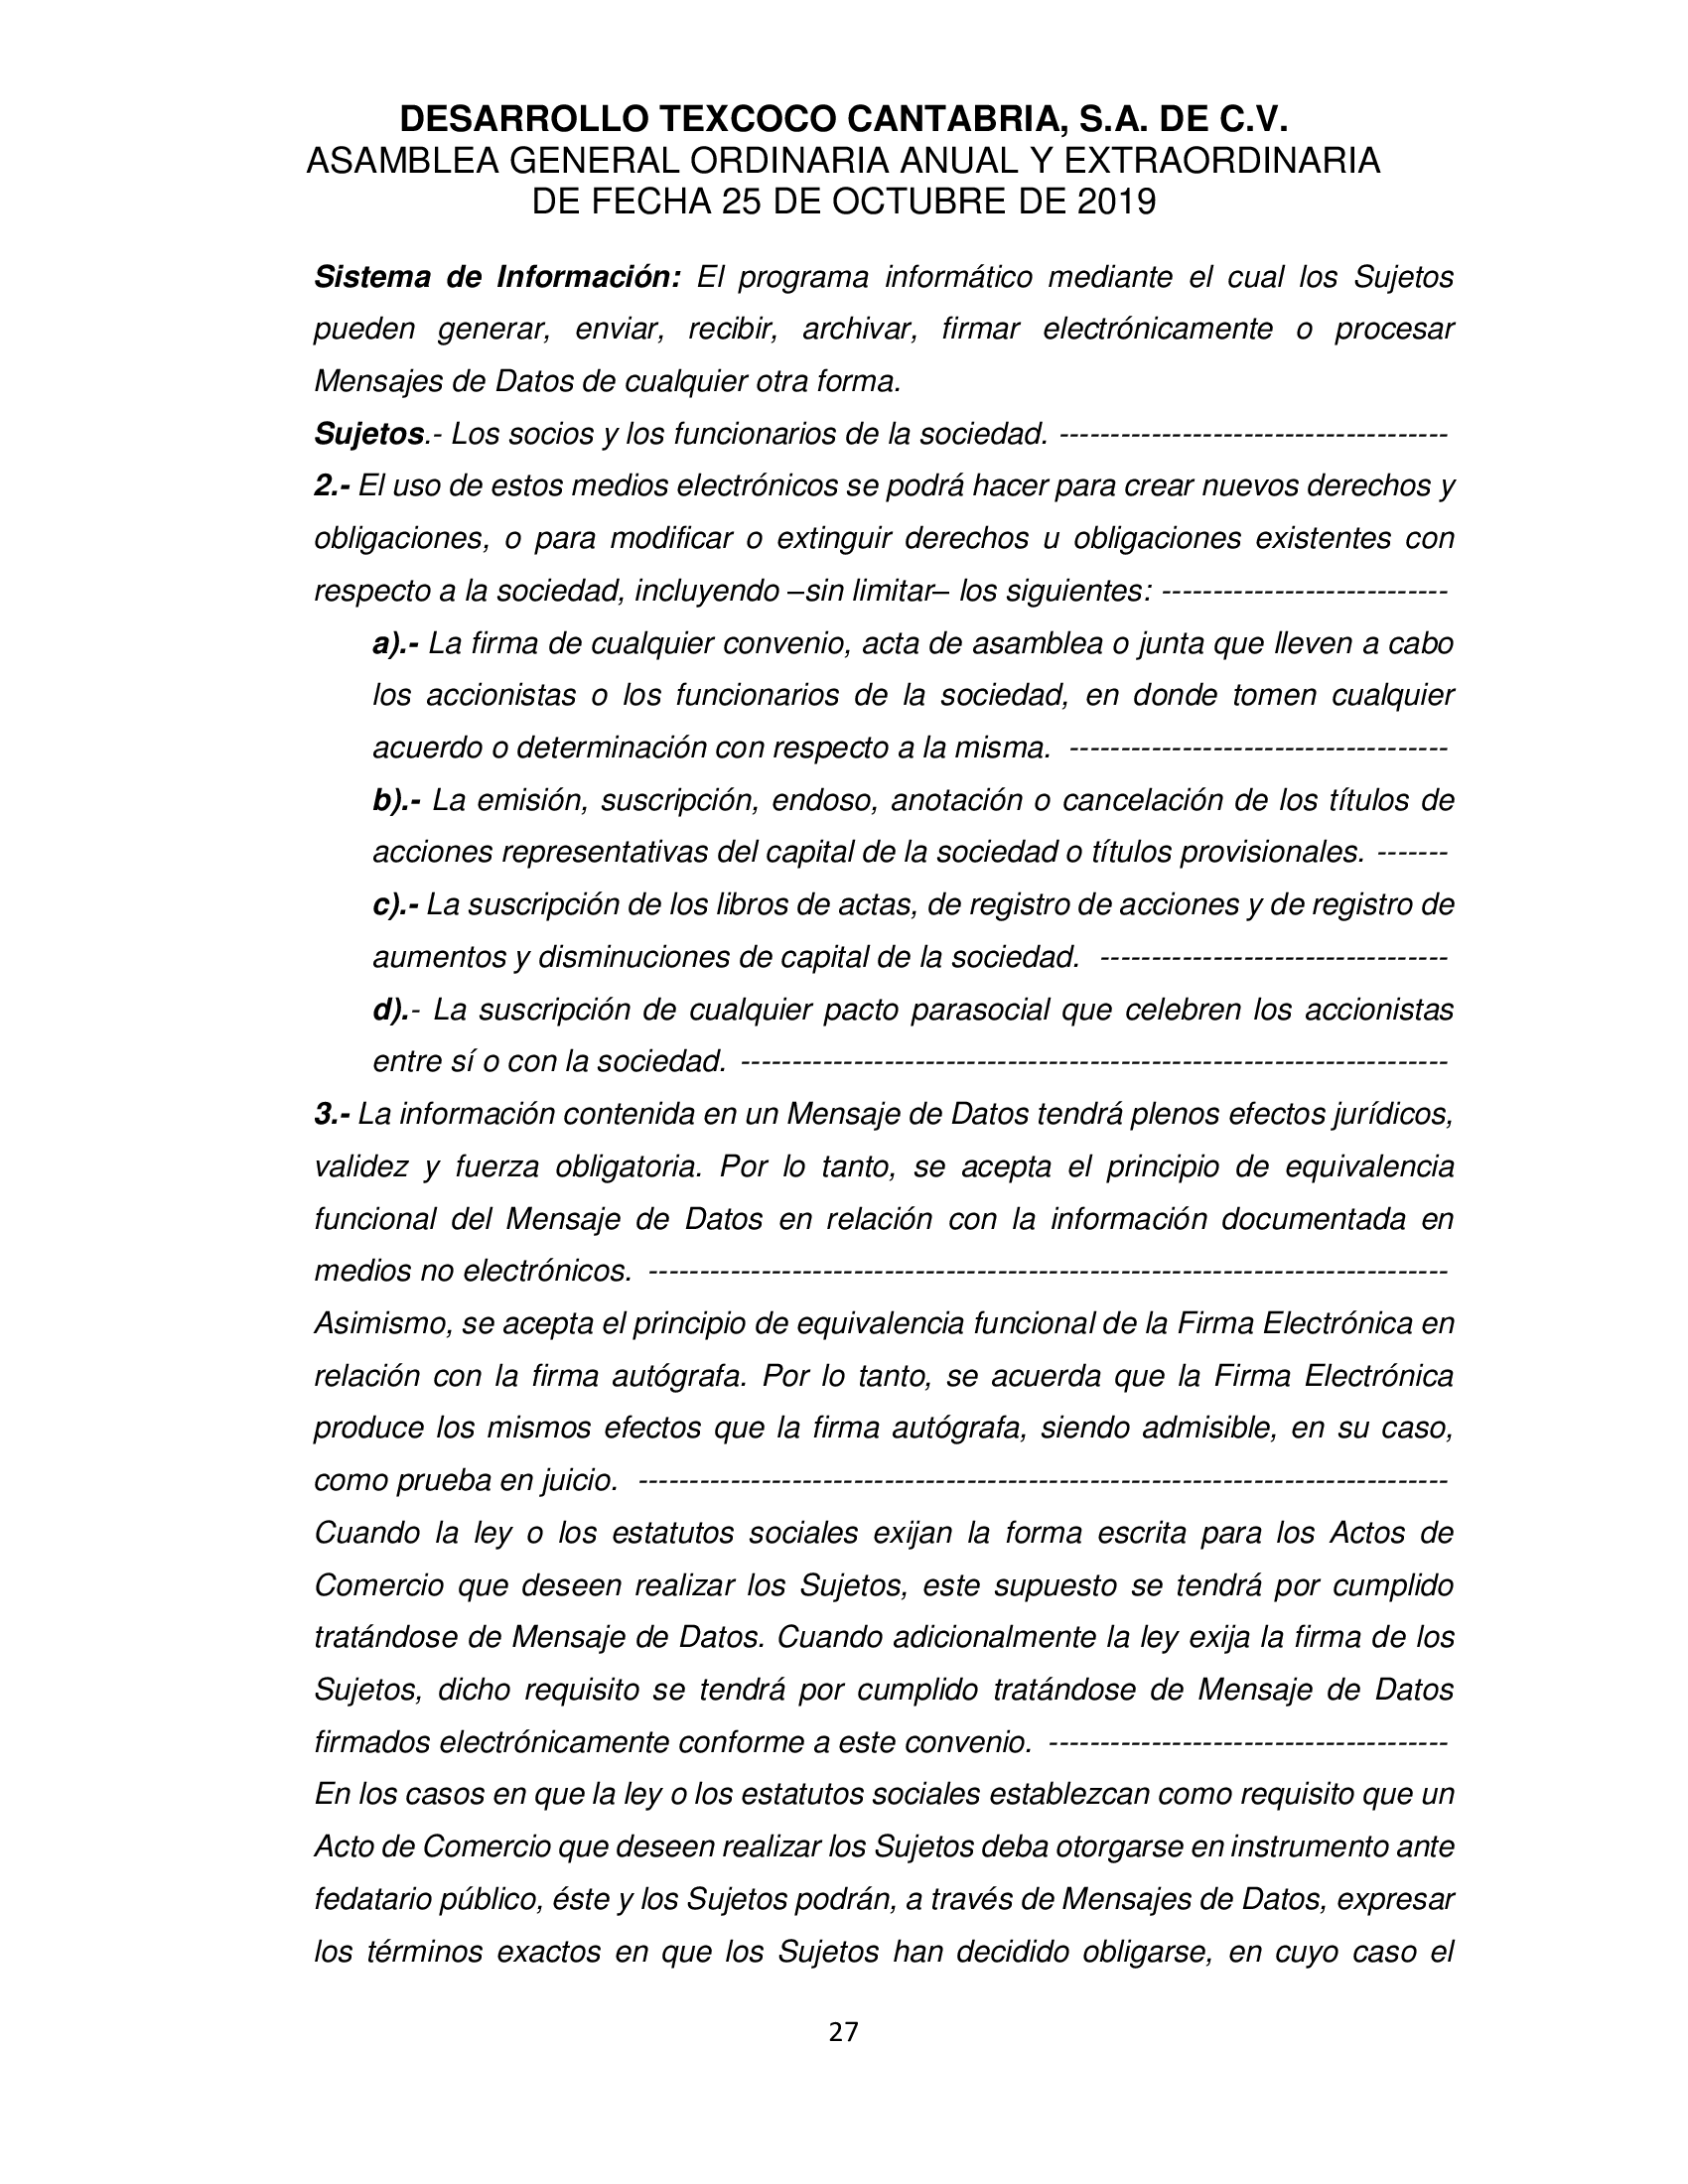 DESARROLLO TEXCOCO CANTABRIA, S.A. DE C.V.
ASAMBLEA GENERAL ORDINARIA ANUAL Y EXTRAORDINARIA
DE FECHA 25 DE OCTUBRE DE 2019
Sistema de Información: El programa informático mediante el cual los Sujetos
pueden generar, enviar, recibir, archivar, firmar electrónicamente o procesar
Mensajes de Datos de cualquier otra forma.
Sujetos.- Los socios y los funcionarios de la sociedad. --------------------------------------
2.- El uso de estos medios electrónicos se podrá hacer para crear nuevos derechos y
obligaciones, o para modificar o extinguir derechos u obligaciones existentes con
respecto a la sociedad, incluyendo –sin limitar– los siguientes: ----------------------------
a).- La firma de cualquier convenio, acta de asamblea o junta que lleven a cabo
los accionistas o los funcionarios de la sociedad, en donde tomen cualquier
acuerdo o determinación con respecto a la misma. -------------------------------------
b).- La emisión, suscripción, endoso, anotación o cancelación de los títulos de
acciones representativas del capital de la sociedad o títulos provisionales. -------
c).- La suscripción de los libros de actas, de registro de acciones y de registro de
aumentos y disminuciones de capital de la sociedad. ----------------------------------
d).- La suscripción de cualquier pacto parasocial que celebren los accionistas
entre sí o con la sociedad. ---------------------------------------------------------------------
3.- La información contenida en un Mensaje de Datos tendrá plenos efectos jurídicos,
validez y fuerza obligatoria. Por lo tanto, se acepta el principio de equivalencia
funcional del Mensaje de Datos en relación con la información documentada en
medios no electrónicos. ------------------------------------------------------------------------------
Asimismo, se acepta el principio de equivalencia funcional de la Firma Electrónica en
relación con la firma autógrafa. Por lo tanto, se acuerda que la Firma Electrónica
produce los mismos efectos que la firma autógrafa, siendo admisible, en su caso,
como prueba en juicio. -------------------------------------------------------------------------------
Cuando la ley o los estatutos sociales exijan la forma escrita para los Actos de
Comercio que deseen realizar los Sujetos, este supuesto se tendrá por cumplido
tratándose de Mensaje de Datos. Cuando adicionalmente la ley exija la firma de los
Sujetos, dicho requisito se tendrá por cumplido tratándose de Mensaje de Datos
firmados electrónicamente conforme a este convenio. ---------------------------------------
En los casos en que la ley o los estatutos sociales establezcan como requisito que un
Acto de Comercio que deseen realizar los Sujetos deba otorgarse en instrumento ante
fedatario público, éste y los Sujetos podrán, a través de Mensajes de Datos, expresar
los términos exactos en que los Sujetos han decidido obligarse, en cuyo caso el
27